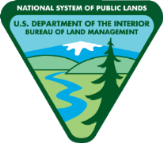 NATIONAL SYSTEM OF PUBLIC LANDS
U.S. DEPARTMENT OF THE INTERIOR
BUREAU OF LAND MANAGEMENT